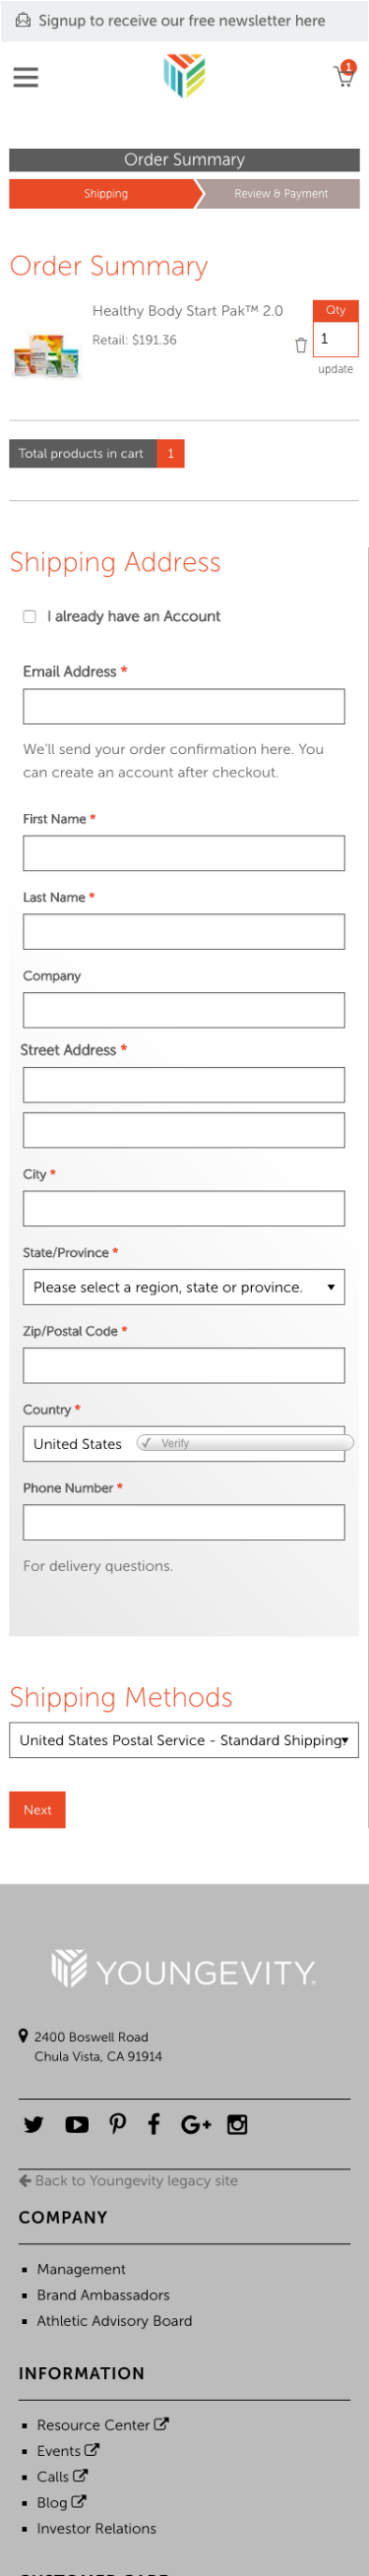 Signup to receive our free newsletter here
1
Order Summary
Shipping
Review & Payment
Order Summary
Healthy Body Start Pak™ 2.0
Qty
Retail: $191.36
1
update
Total products in cart
1
Shipping Address
I already have an Account
Email Address *
We'll send your order confirmation here. You
can create an account after checkout.
First Name *
Last Name *
Company
Street Address *
City *
State/Province *
Please select a region, state or province.
Zip/Postal Code *
Country *
United States
Verify
Phone Number *
For delivery questions.
Shipping Methods
United States Postal Service - Standard Shipping:
Next
YOUNGEVITY.
2400 Boswell Road
Chula Vista, CA 91914
Back to Youngevity legacy site
COMPANY
Management
Brand Ambassadors
Athletic Advisory Board
INFORMATION
Resource Center
Events
Calls
Blog
Investor Relations